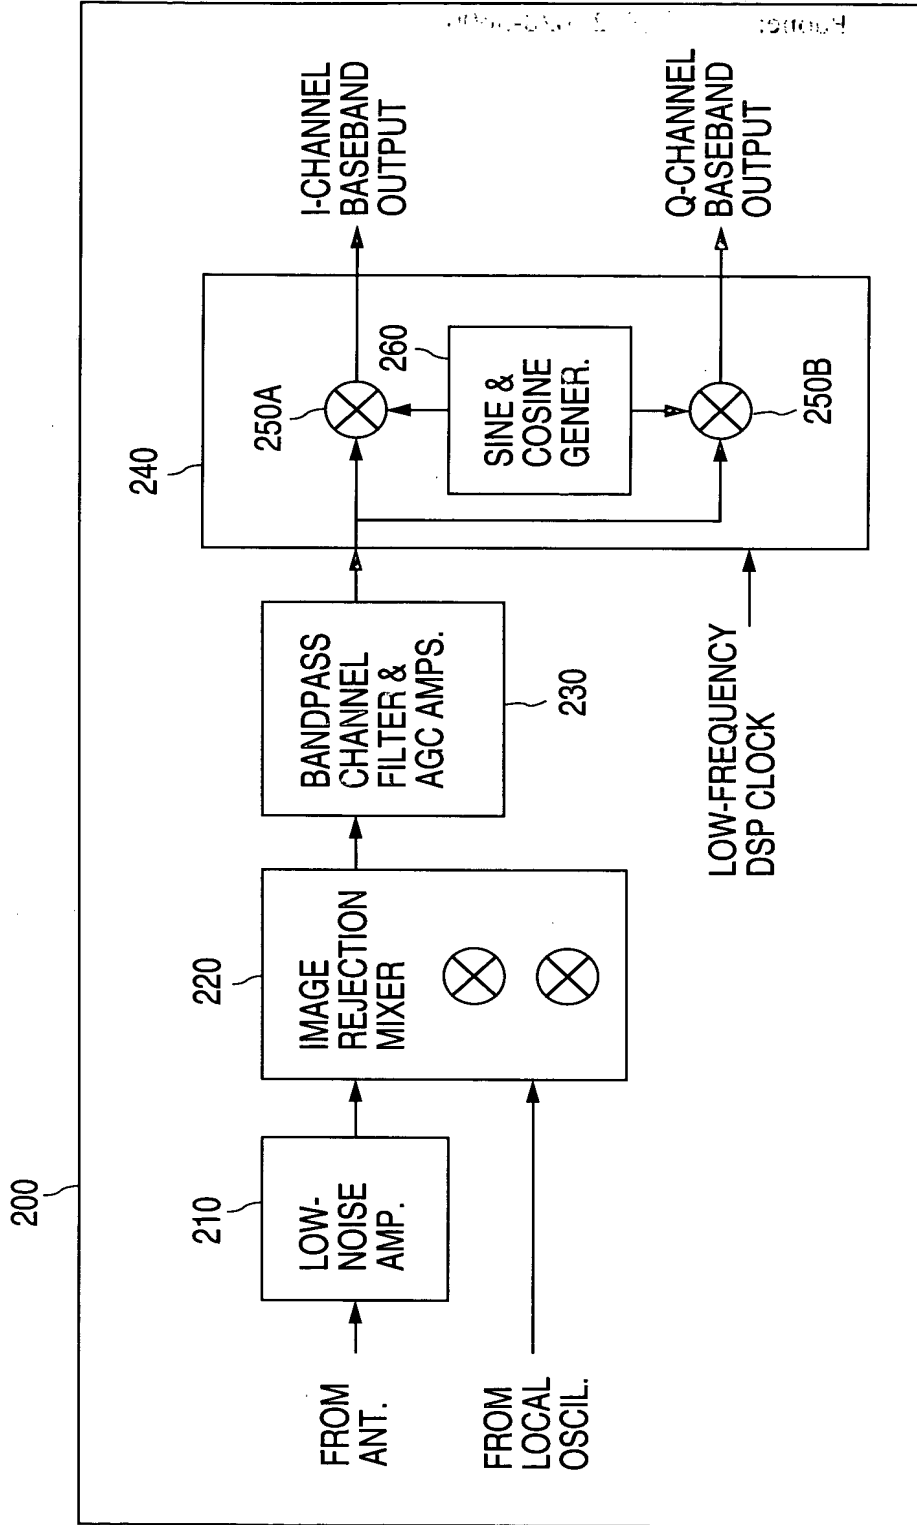 200
FROM
ANT.
FROM
LOCAL
OSCIL.
210
LOW-
NOISE
AMP.
220
IMAGE
REJECTION
MIXER
BANDPASS
CHANNEL
FILTER &
AGC AMPS.
230
LOW-FREQUENCY
DSP CLOCK
240
250A
260
SINE &
COSINE
GENER.
250B
I-CHANNEL
BASEBAND
OUTPUT
Q-CHANNEL
BASEBAND
OUTPUT